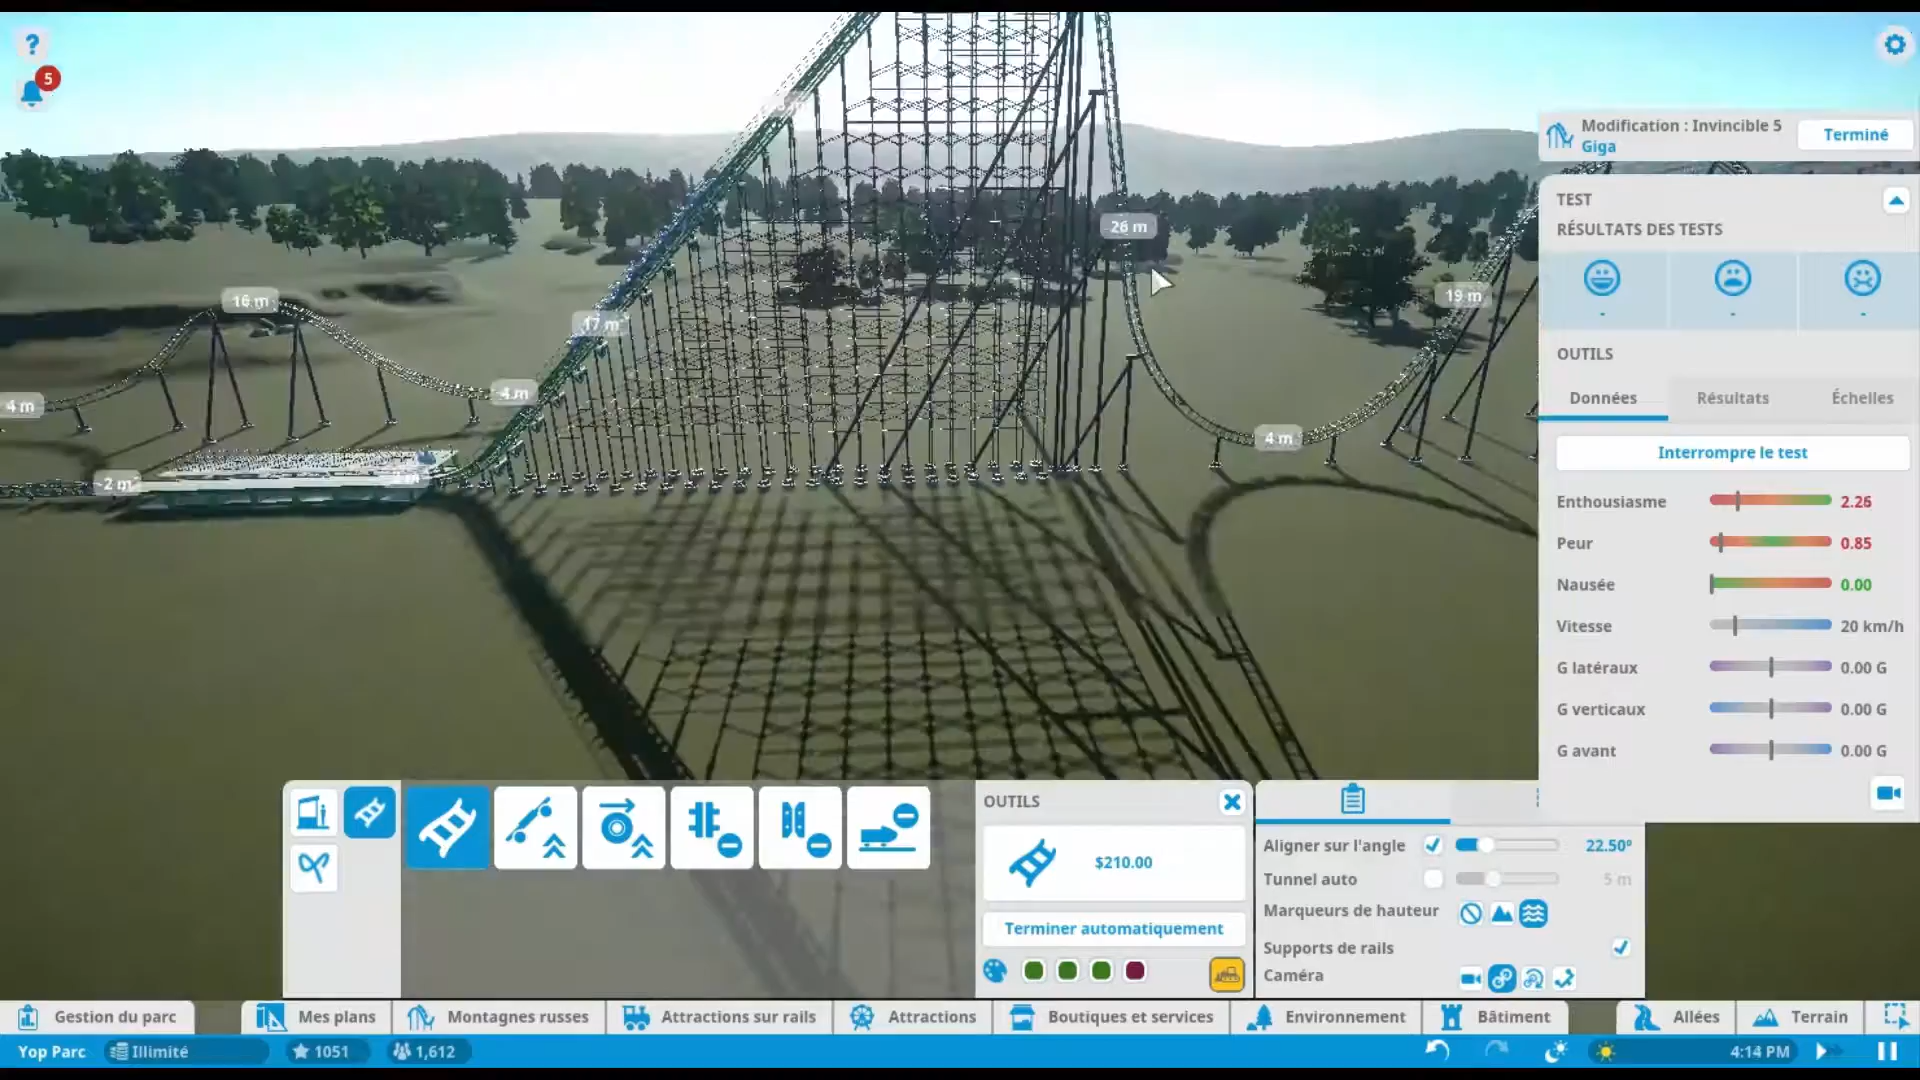 ?
5
16 m
17 m
26 m
19 m
4 m
4 m
4 m
-2 m
Modification : Invincible 5
Giga
Terminé
TEST
RÉSULTATS DES TESTS
-
-
-
OUTILS
Données
Résultats
Échelles
Interrompre le test
Enthousiasme
2.26
Peur
0.85
Nausée
0.00
Vitesse
20 km/h
G latéraux
0.00 G
G verticaux
0.00 G
G avant
0.00 G
OUTILS
$210.00
Terminer automatiquement
Aligner sur l'angle
22.50°
Tunnel auto
5 m
Marqueurs de hauteur
Supports de rails
Caméra
Gestion du parc
Mes plans
Montagnes russes
Attractions sur rails
Attractions
Boutiques et services
Environnement
Bâtiment
Allées
Terrain
Yop Parc
Illimité
1051
1,612
4:14 PM